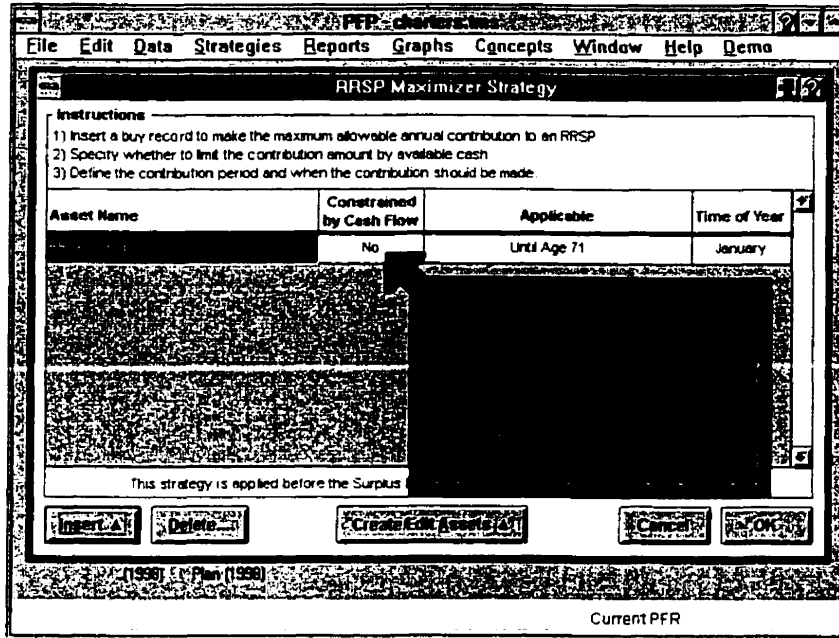 PFP - charters.tms
File Edit Data Strategies Reports Graphs Concepts Window Help Demo
RRSP Maximizer Strategy
Instructions
1) Insert a buy record to make the maximum allowable annual contribution to an RRSP
2) Specify whether to limit the contribution amount by available cash
3) Define the contribution period and when the contribution should be made.
Asset Name Constrained by Cash Flow Applicable Time of Year
No Until Age 71 January
This strategy is applied before the Surplus
Insert Delete... Create/Edit Assets Cancel OK
(1998) Plan (1998)
Current PFR